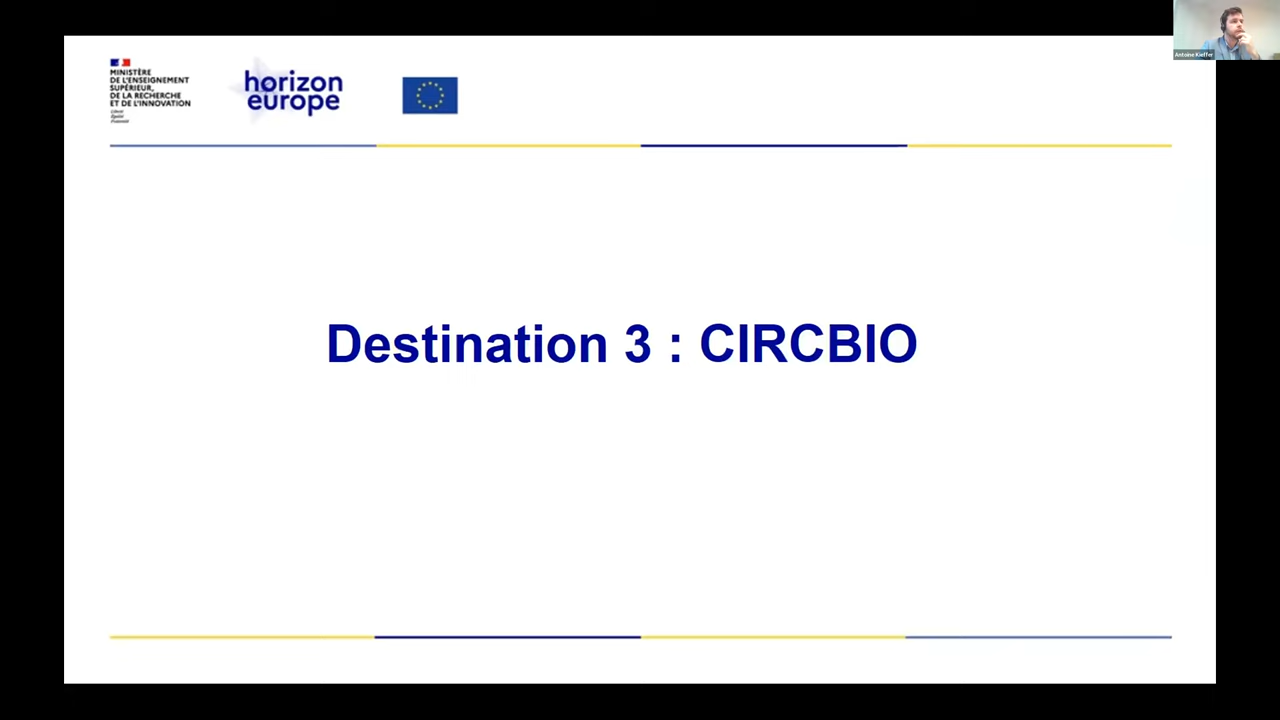 MINISTÈRE
DE L'ENSEIGNEMENT
SUPÉRIEUR,
DE LA RECHERCHE
ET DE L'INNOVATION
Liberté
Égalité
Fraternité
horizon
europe
Antoine Kieffer
Destination 3 : CIRCBIO